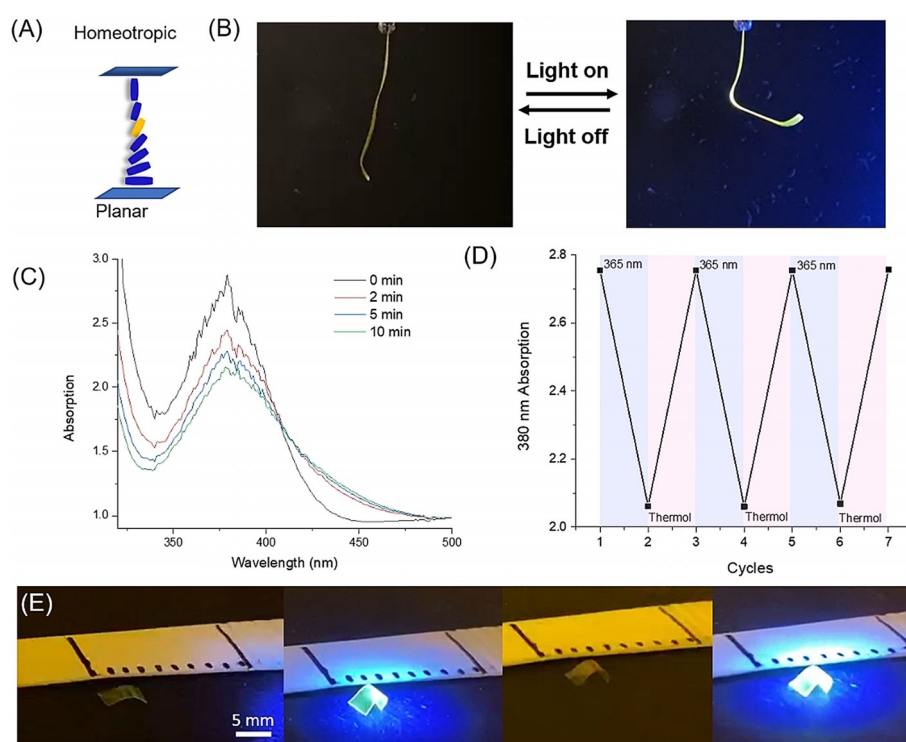 (A)
Homeotropic
Planar
(B)
Light on
Light off
(C)
3.0
2.5
2.0
1.5
1.0
Absorption
350
400
450
500
Wavelength (nm)
0 min
2 min
5 min
10 min
(D)
2.8
2.6
2.4
2.2
2.0
380 nm Absorption
365 nm
365 nm
365 nm
Thermol
Thermol
Thermol
1
2
3
4
5
6
7
Cycles
(E)
5 mm